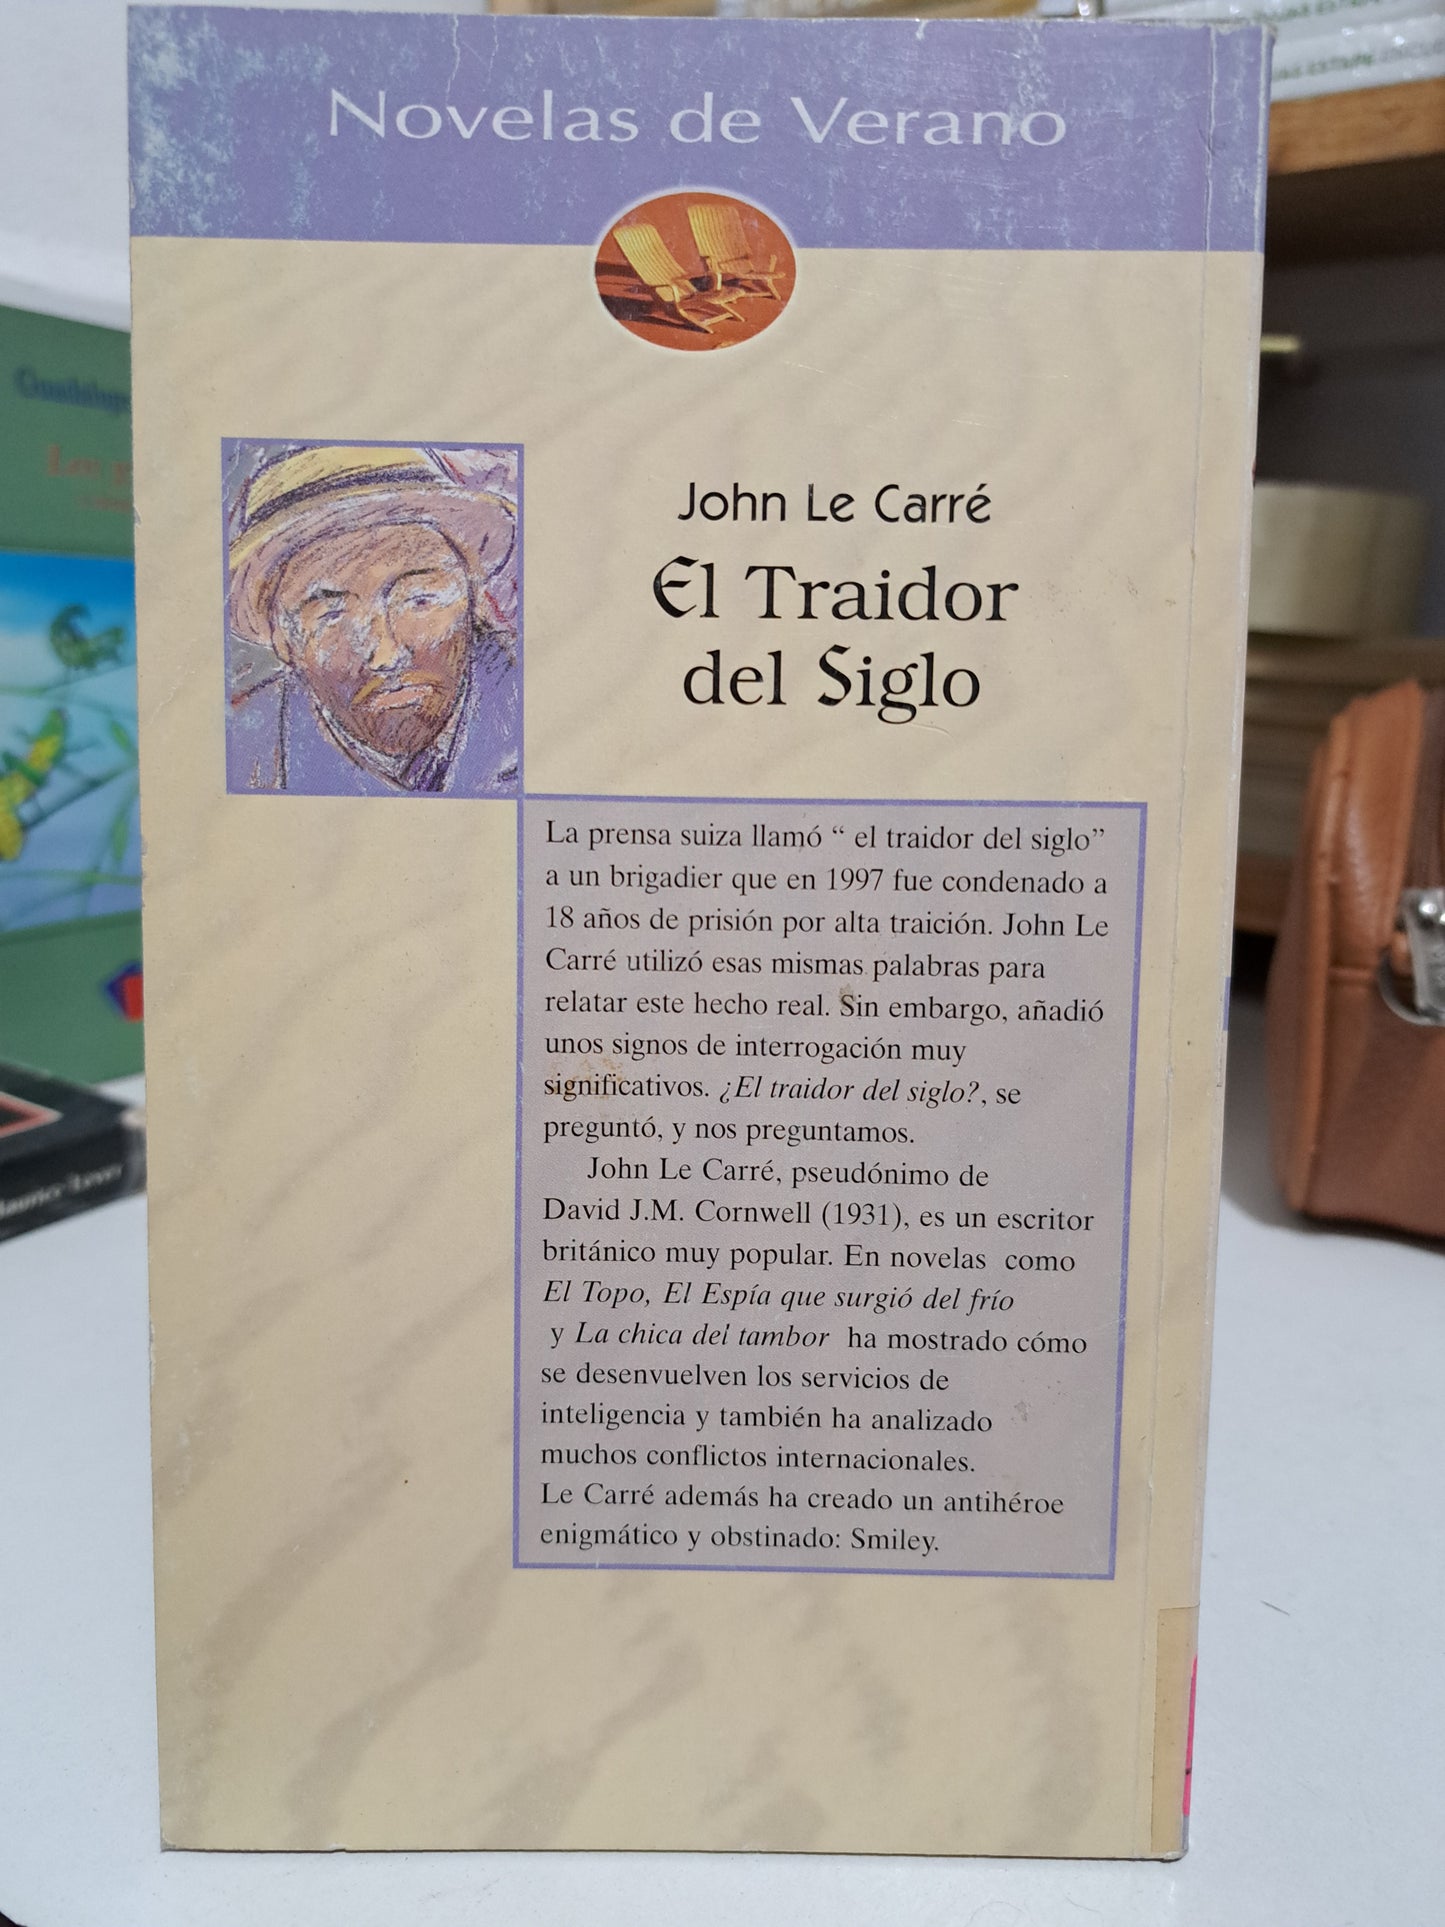 Novelas de Verano
John Le Carré
El Traidor
del Siglo
La prensa suiza llamó “ el traidor del siglo”
a un brigadier que en 1997 fue condenado a
18 años de prisión por alta traición. John Le
Carré utilizó esas mismas palabras para
relatar este hecho real. Sin embargo, añadió
unos signos de interrogación muy
significativos. ¿El traidor del siglo?, se
preguntó, y nos preguntamos.
John Le Carré, pseudónimo de
David J.M. Cornwell (1931), es un escritor
británico muy popular. En novelas como
El Topo, El Espía que surgió del frío
y La chica del tambor ha mostrado cómo
se desenvuelven los servicios de
inteligencia y también ha analizado
muchos conflictos internacionales.
Le Carré además ha creado un antihéroe
enigmático y obstinado: Smiley.